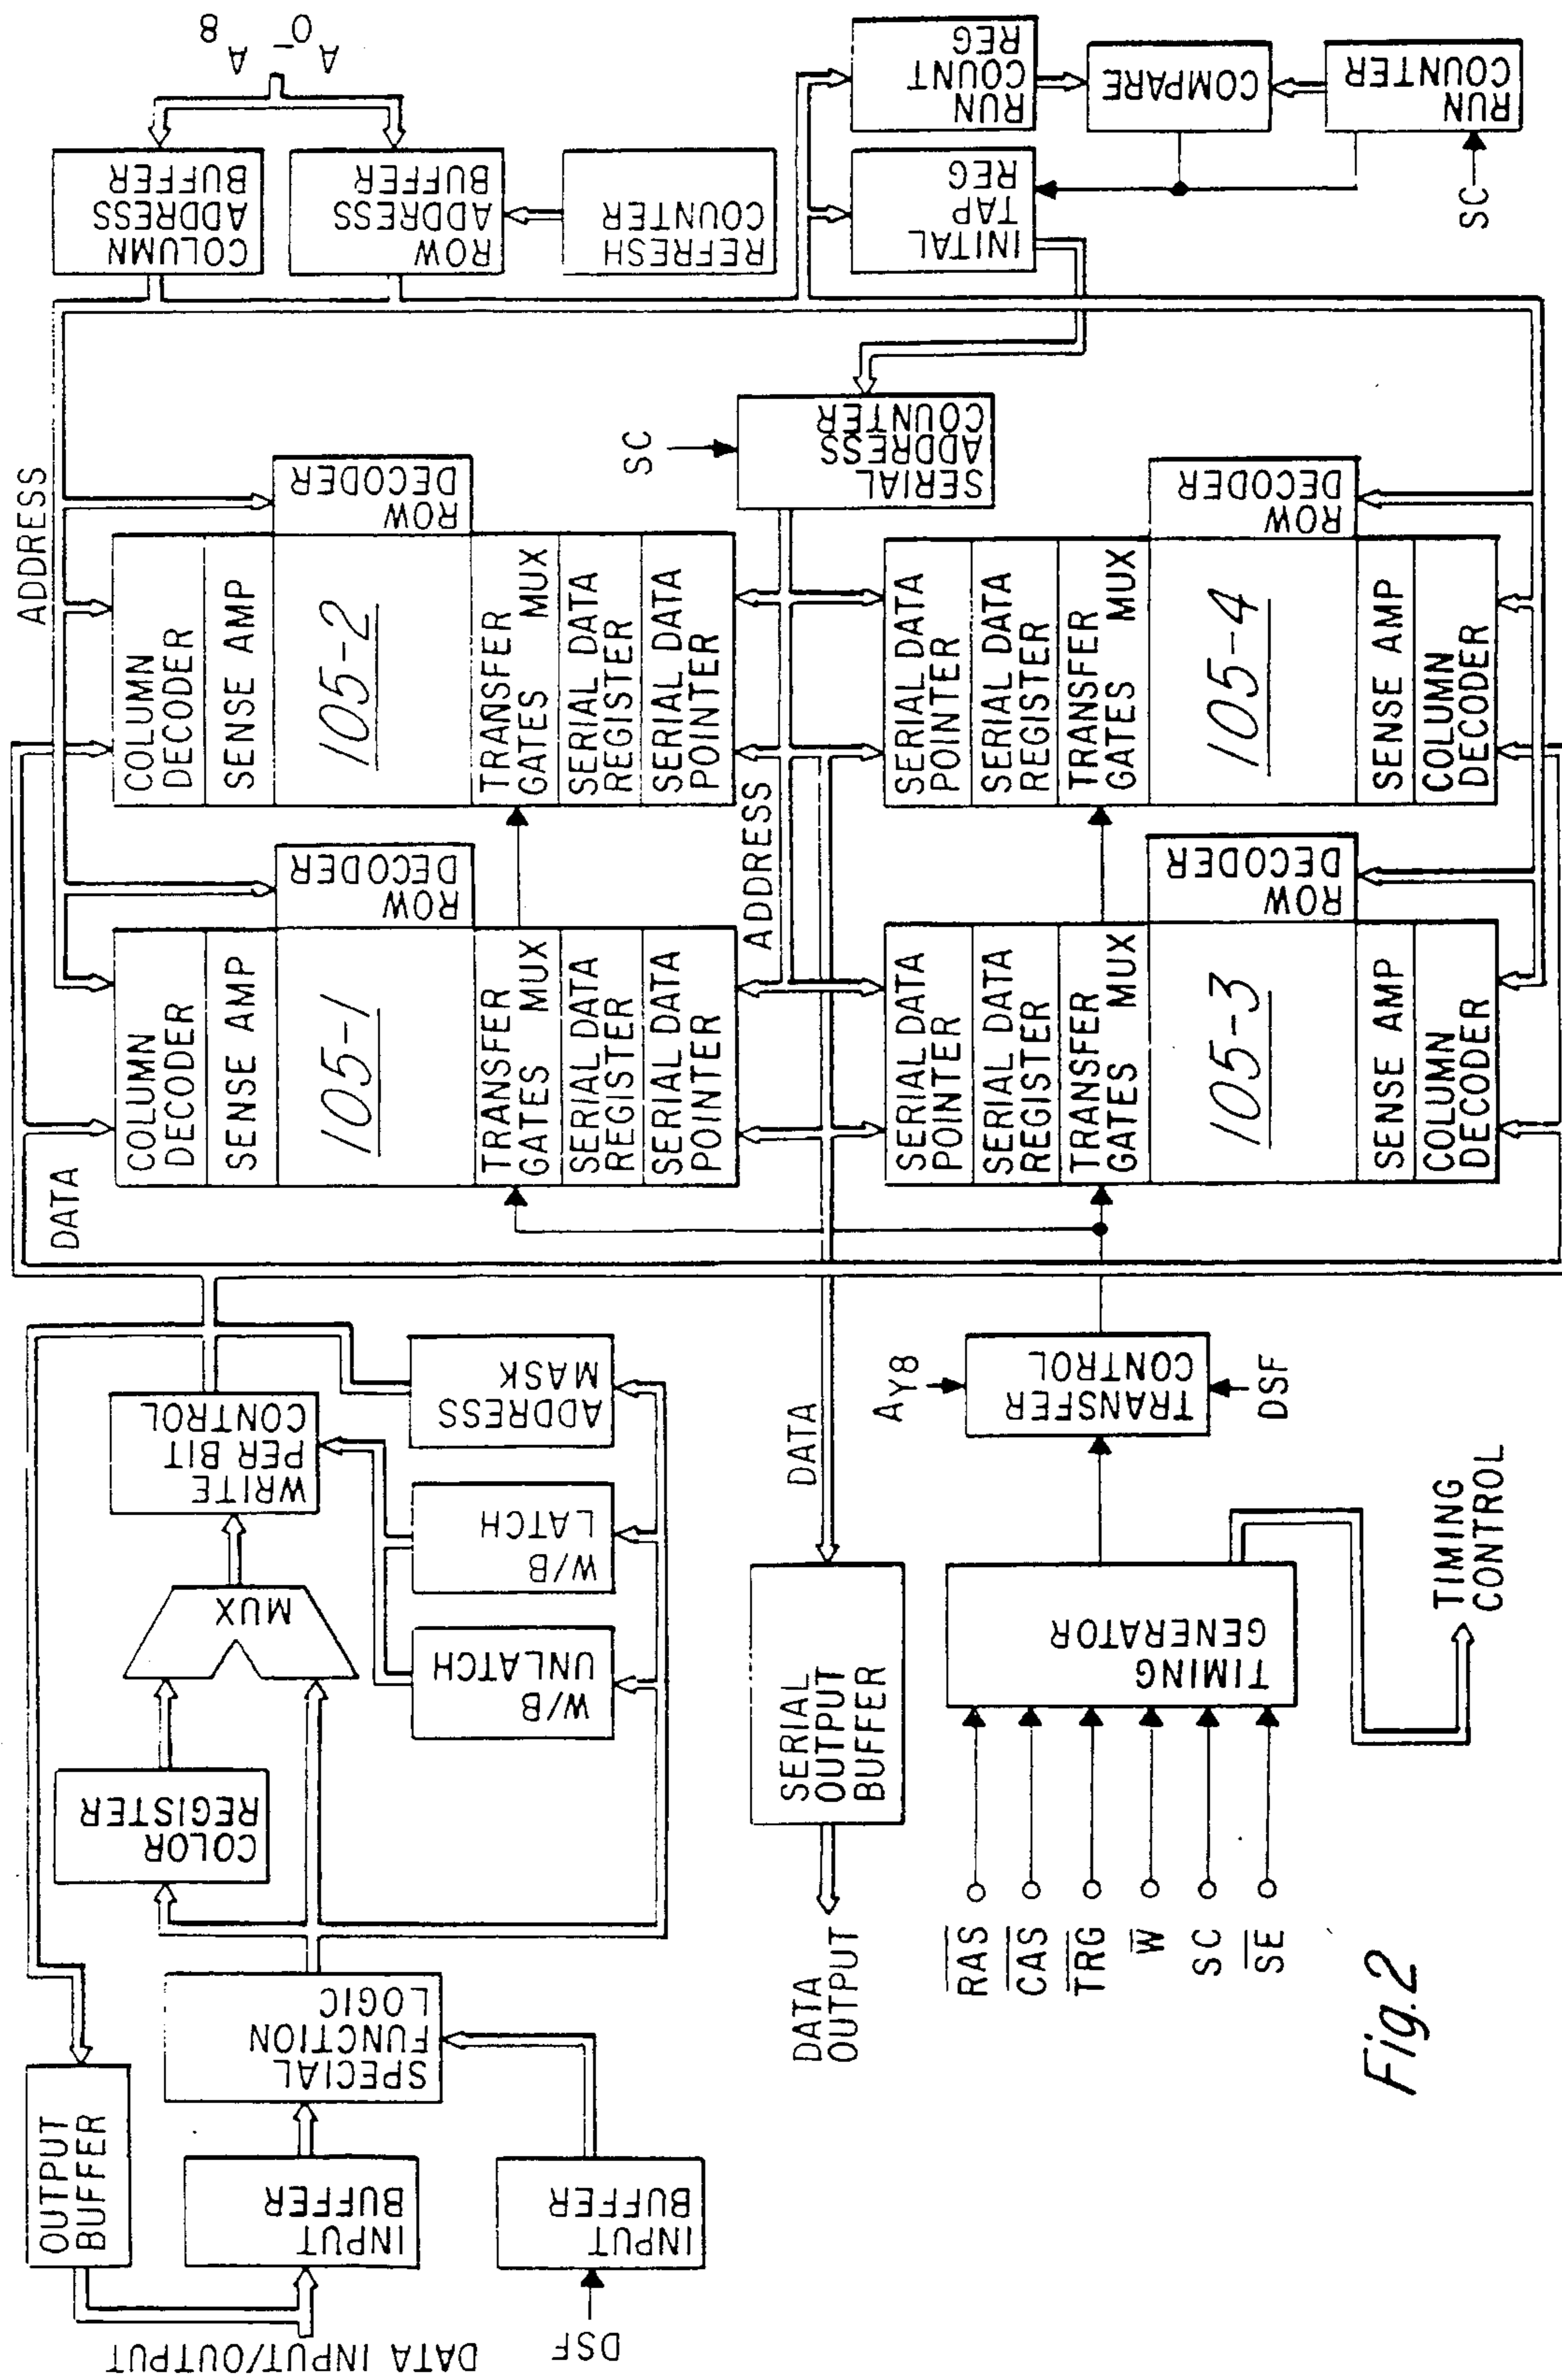 A0-
A8
COLUMN
ADDRESS
BUFFER
ROW
ADDRESS
BUFFER
REFRESH
COUNTER
INITAL
TAP
REG
RUN
COUNT
REG
COMPARE
RUN
COUNTER
SC
ADDRESS
SC
SERIAL
ADDRESS
COUNTER
COLUMN
DECODER
SENSE AMP
105-2
ROW
DECODER
TRANSFER
GATES MUX
SERIAL DATA
REGISTER
SERIAL DATA
POINTER
SERIAL DATA
POINTER
SERIAL DATA
REGISTER
TRANSFER
GATES MUX
105-4
ROW
DECODER
SENSE AMP
COLUMN
DECODER
ADDRESS
COLUMN
DECODER
SENSE AMP
105-1
ROW
DECODER
TRANSFER
GATES MUX
SERIAL DATA
REGISTER
SERIAL DATA
POINTER
SERIAL DATA
POINTER
SERIAL DATA
REGISTER
TRANSFER
GATES MUX
105-3
ROW
DECODER
SENSE AMP
COLUMN
DECODER
DATA
WRITE
PER BIT
CONTROL
ADDRESS
MASK
W/B
LATCH
W/B
UNLATCH
MUX
COLOR
REGISTER
DATA
AY8
TRANSFER
CONTROL
DSF
SERIAL
OUTPUT
BUFFER
TIMING
GENERATOR
TIMING
CONTROL
DATA
OUTPUT
RAS
CAS
TRG
W
SC
SE
SPECIAL
FUNCTION
LOGIC
OUTPUT
BUFFER
INPUT
BUFFER
INPUT
BUFFER
DATA INPUT/OUTPUT
DSF
Fig.2